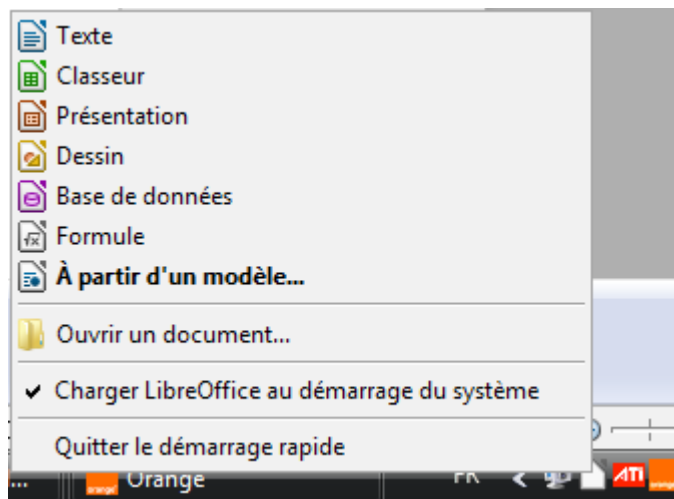 Texte
Classeur
Présentation
Dessin
Base de données
Formule
À partir d'un modèle...
Ouvrir un document...
Charger LibreOffice au démarrage du système
Quitter le démarrage rapide
... Orange FR ATI